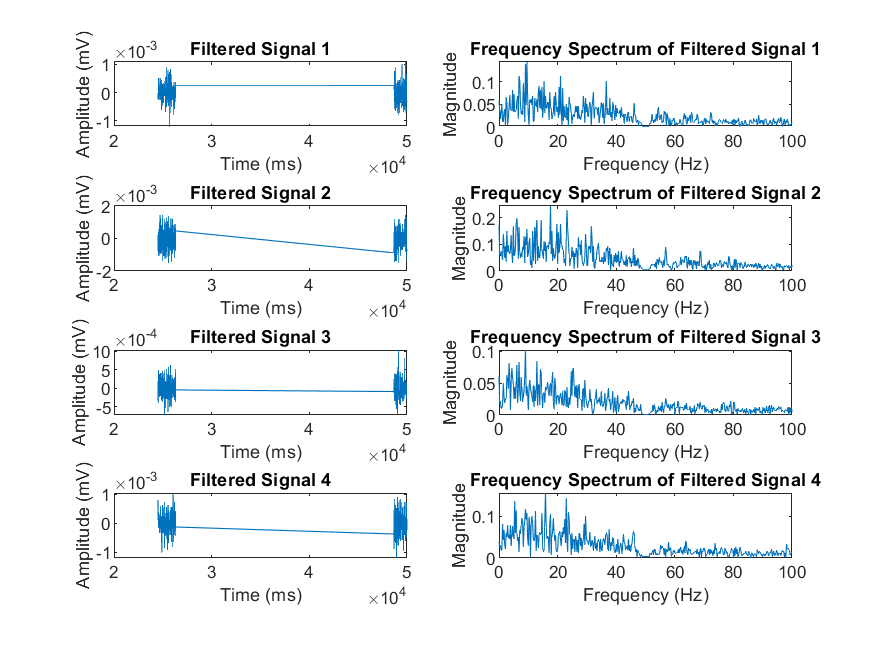 Filtered Signal 1
×10-3
Amplitude (mV)
1
0
-1
2 3 4 5
Time (ms)
×104
Frequency Spectrum of Filtered Signal 1
Magnitude
0.1
0.05
0
0 20 40 60 80 100
Frequency (Hz)
Filtered Signal 2
×10-3
Amplitude (mV)
2
0
-2
2 3 4 5
Time (ms)
×104
Frequency Spectrum of Filtered Signal 2
Magnitude
0.2
0.1
0
0 20 40 60 80 100
Frequency (Hz)
Filtered Signal 3
×10-4
Amplitude (mV)
10
5
0
-5
2 3 4 5
Time (ms)
×104
Frequency Spectrum of Filtered Signal 3
Magnitude
0.1
0.05
0
0 20 40 60 80 100
Frequency (Hz)
Filtered Signal 4
×10-3
Amplitude (mV)
1
0
-1
2 3 4 5
Time (ms)
×104
Frequency Spectrum of Filtered Signal 4
Magnitude
0.1
0
0 20 40 60 80 100
Frequency (Hz)